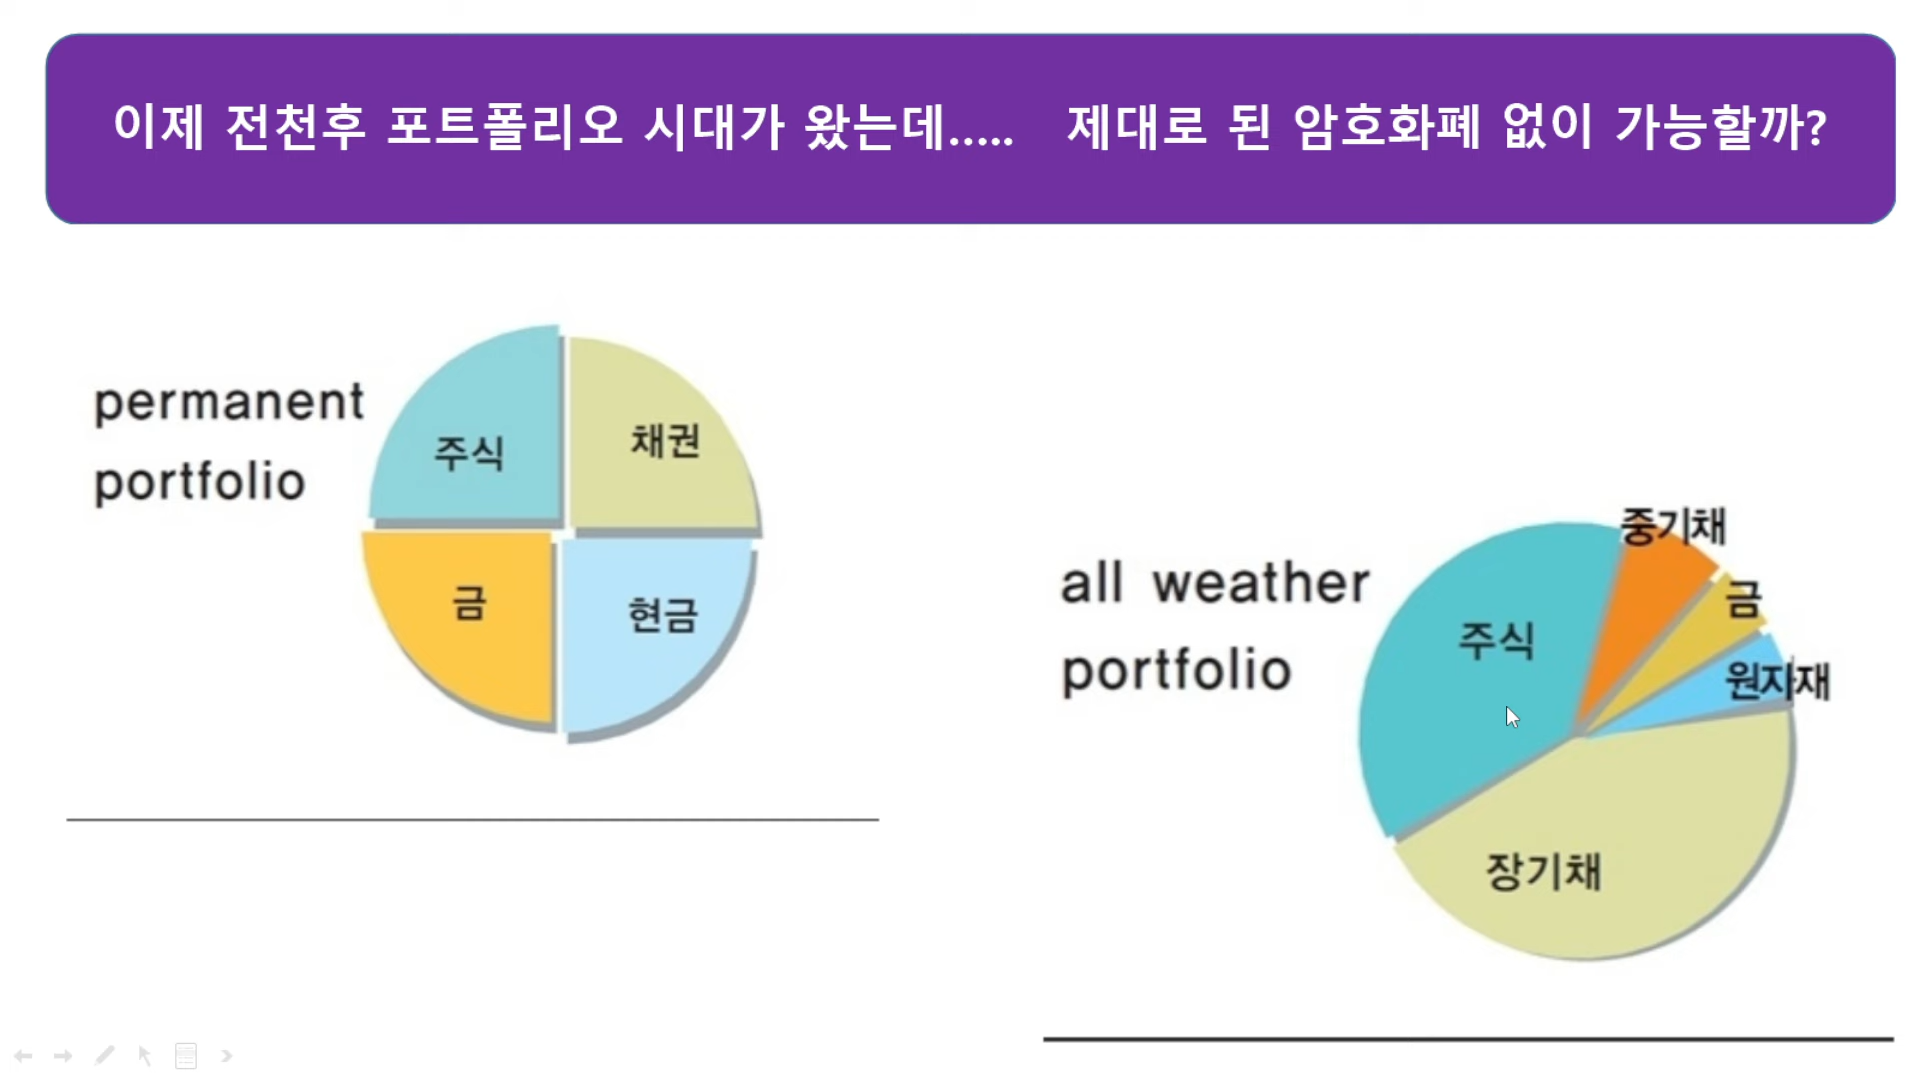 이제 전천후 포트폴리오 시대가 왔는데..... 제대로 된 암호화폐 없이 가능할까?
permanent
portfolio
주식
채권
금
현금
all weather
portfolio
중기채
금
주식
원자재
장기채